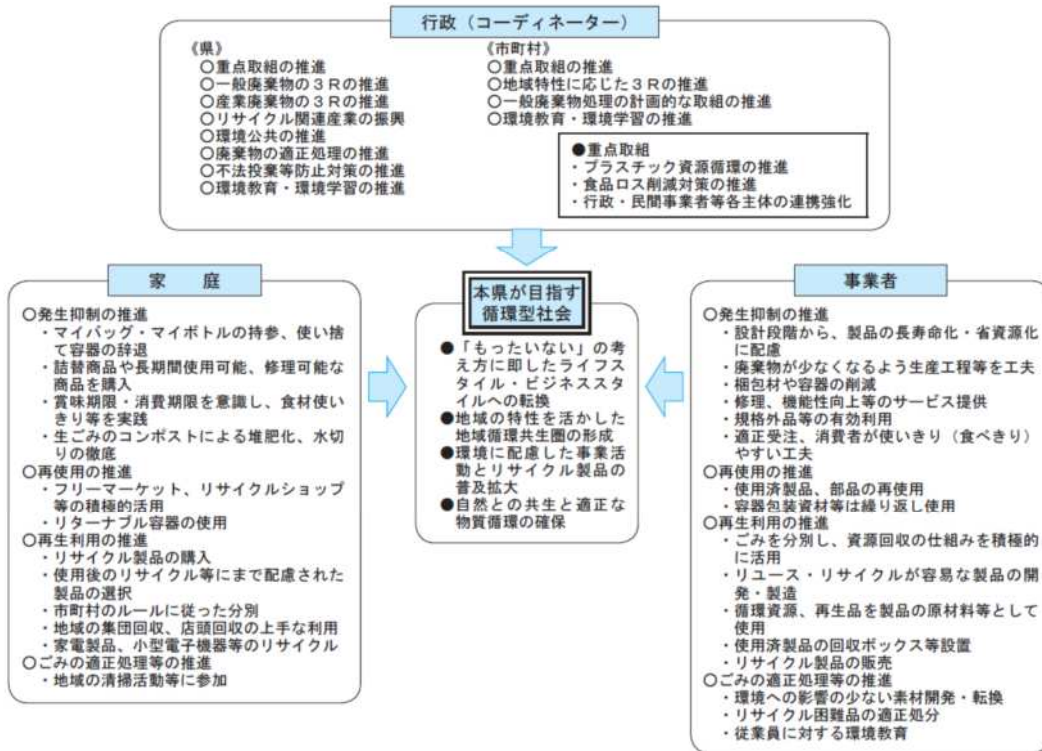 行政（コーディネーター）
《県》
○重点取組の推進
○一般廃棄物の３Ｒの推進
○産業廃棄物の３Ｒの推進
○リサイクル関連産業の振興
○環境公共の推進
○廃棄物の適正処理の推進
○不法投棄等防止対策の推進
○環境教育・環境学習の推進
《市町村》
○重点取組の推進
○地域特性に応じた３Ｒの推進
○一般廃棄物処理の計画的な取組の推進
○環境教育・環境学習の推進
●重点取組
・プラスチック資源循環の推進
・食品ロス削減対策の推進
・行政・民間事業者等各主体の連携強化
家　庭
○発生抑制の推進
・マイバッグ・マイボトルの持参、使い捨
て容器の辞退
・詰替商品や長期間使用可能、修理可能な
商品を購入
・賞味期限・消費期限を意識し、食材使い
きり等を実践
・生ごみのコンポストによる堆肥化、水切
りの徹底
○再使用の推進
・フリーマーケット、リサイクルショップ
等の積極的活用
・リターナブル容器の使用
○再生利用の推進
・リサイクル製品の購入
・使用後のリサイクル等にまで配慮された
製品の選択
・市町村のルールに従った分別
・地域の集団回収、店頭回収の上手な利用
・家電製品、小型電子機器等のリサイクル
○ごみの適正処理等の推進
・地域の清掃活動等に参加
本県が目指す
循環型社会
●「もったいない」の考
え方に即したライフス
タイル・ビジネススタ
イルへの転換
●地域の特性を活かした
地域循環共生圏の形成
●環境に配慮した事業活
動とリサイクル製品の
普及拡大
●自然との共生と適正な
物質循環の確保
事業者
○発生抑制の推進
・設計段階から、製品の長寿命化・省資源化
に配慮
・廃棄物が少なくなるよう生産工程等を工夫
・梱包材や容器の削減
・修理、機能性向上等のサービス提供
・規格外品等の有効利用
・適正受注、消費者が使いきり（食べきり）
やすい工夫
○再使用の推進
・使用済製品、部品の再使用
・容器包装資材等は繰り返し使用
○再生利用の推進
・ごみを分別し、資源回収の仕組みを積極的
に活用
・リユース・リサイクルが容易な製品の開
発・製造
・循環資源、再生品を製品の原材料等として
使用
・使用済製品の回収ボックス等設置
・リサイクル製品の販売
○ごみの適正処理等の推進
・環境への影響の少ない素材開発・転換
・リサイクル困難品の適正処分
・従業員に対する環境教育